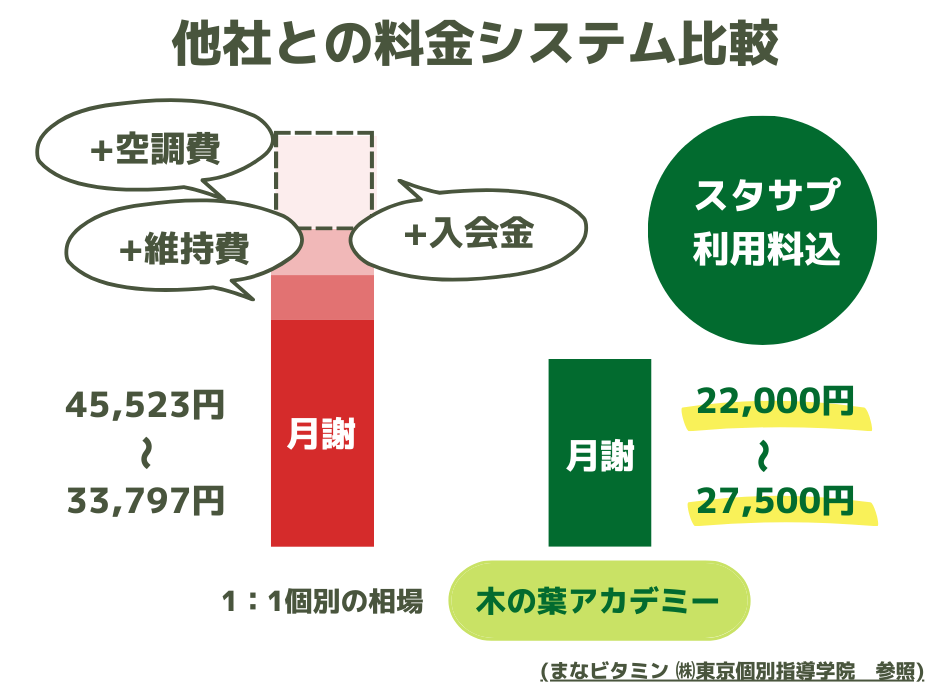 他社との料金システム比較
+空調費
+維持費
+入会金
スタサプ
利用料込
45,523円
~
33,797円
月謝
月謝
22,000円
~
27,500円
1:1個別の相場
木の葉アカデミー
(まなビタミン ㈱東京個別指導学院　参照)